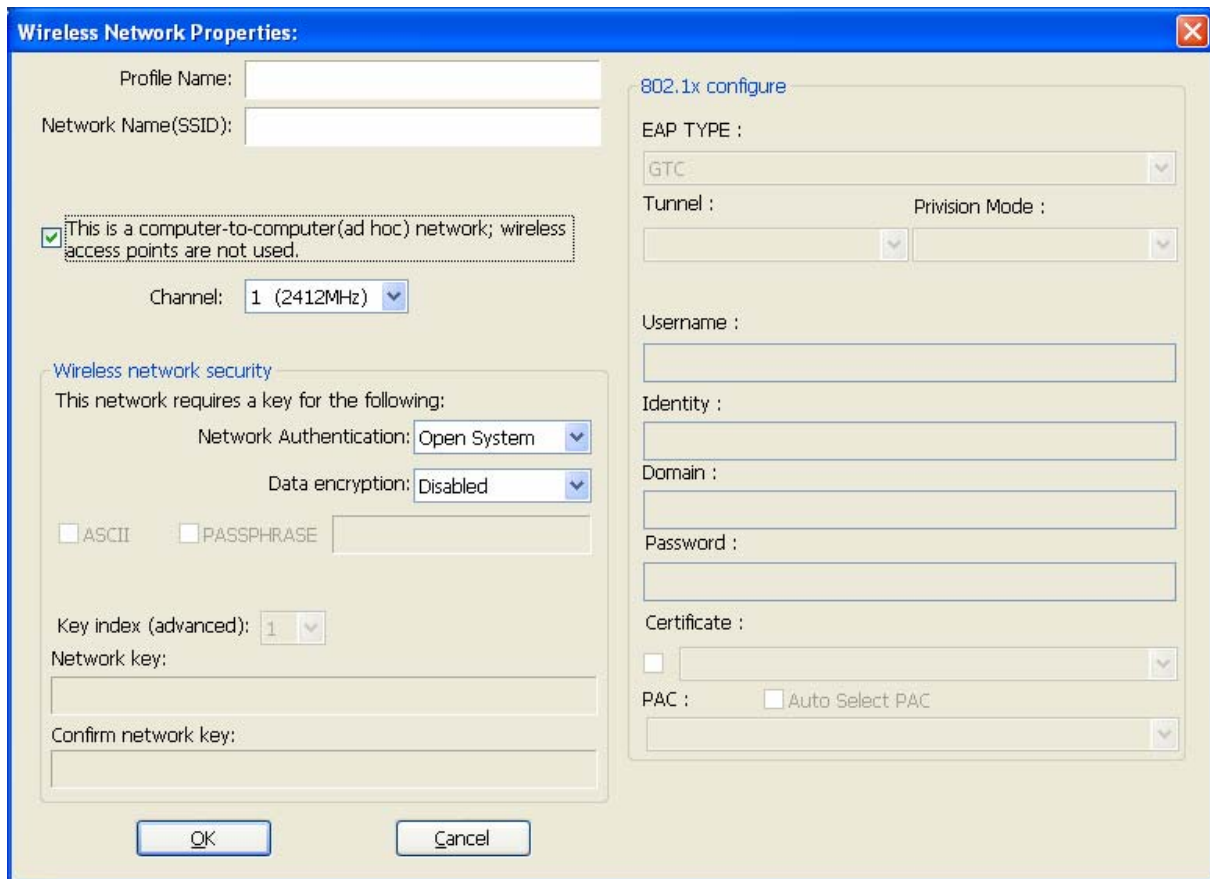 Wireless Network Properties:
Profile Name:
Network Name(SSID):
This is a computer-to-computer(ad hoc) network; wireless
access points are not used.
Channel: 1 (2412MHz)
Wireless network security
This network requires a key for the following:
Network Authentication: Open System
Data encryption: Disabled
ASCII PASSPHRASE
Key index (advanced): 1
Network key:
Confirm network key:
OK Cancel
802.1x configure
EAP TYPE :
GTC
Tunnel : Privision Mode :
Username :
Identity :
Domain :
Password :
Certificate :
PAC : Auto Select PAC